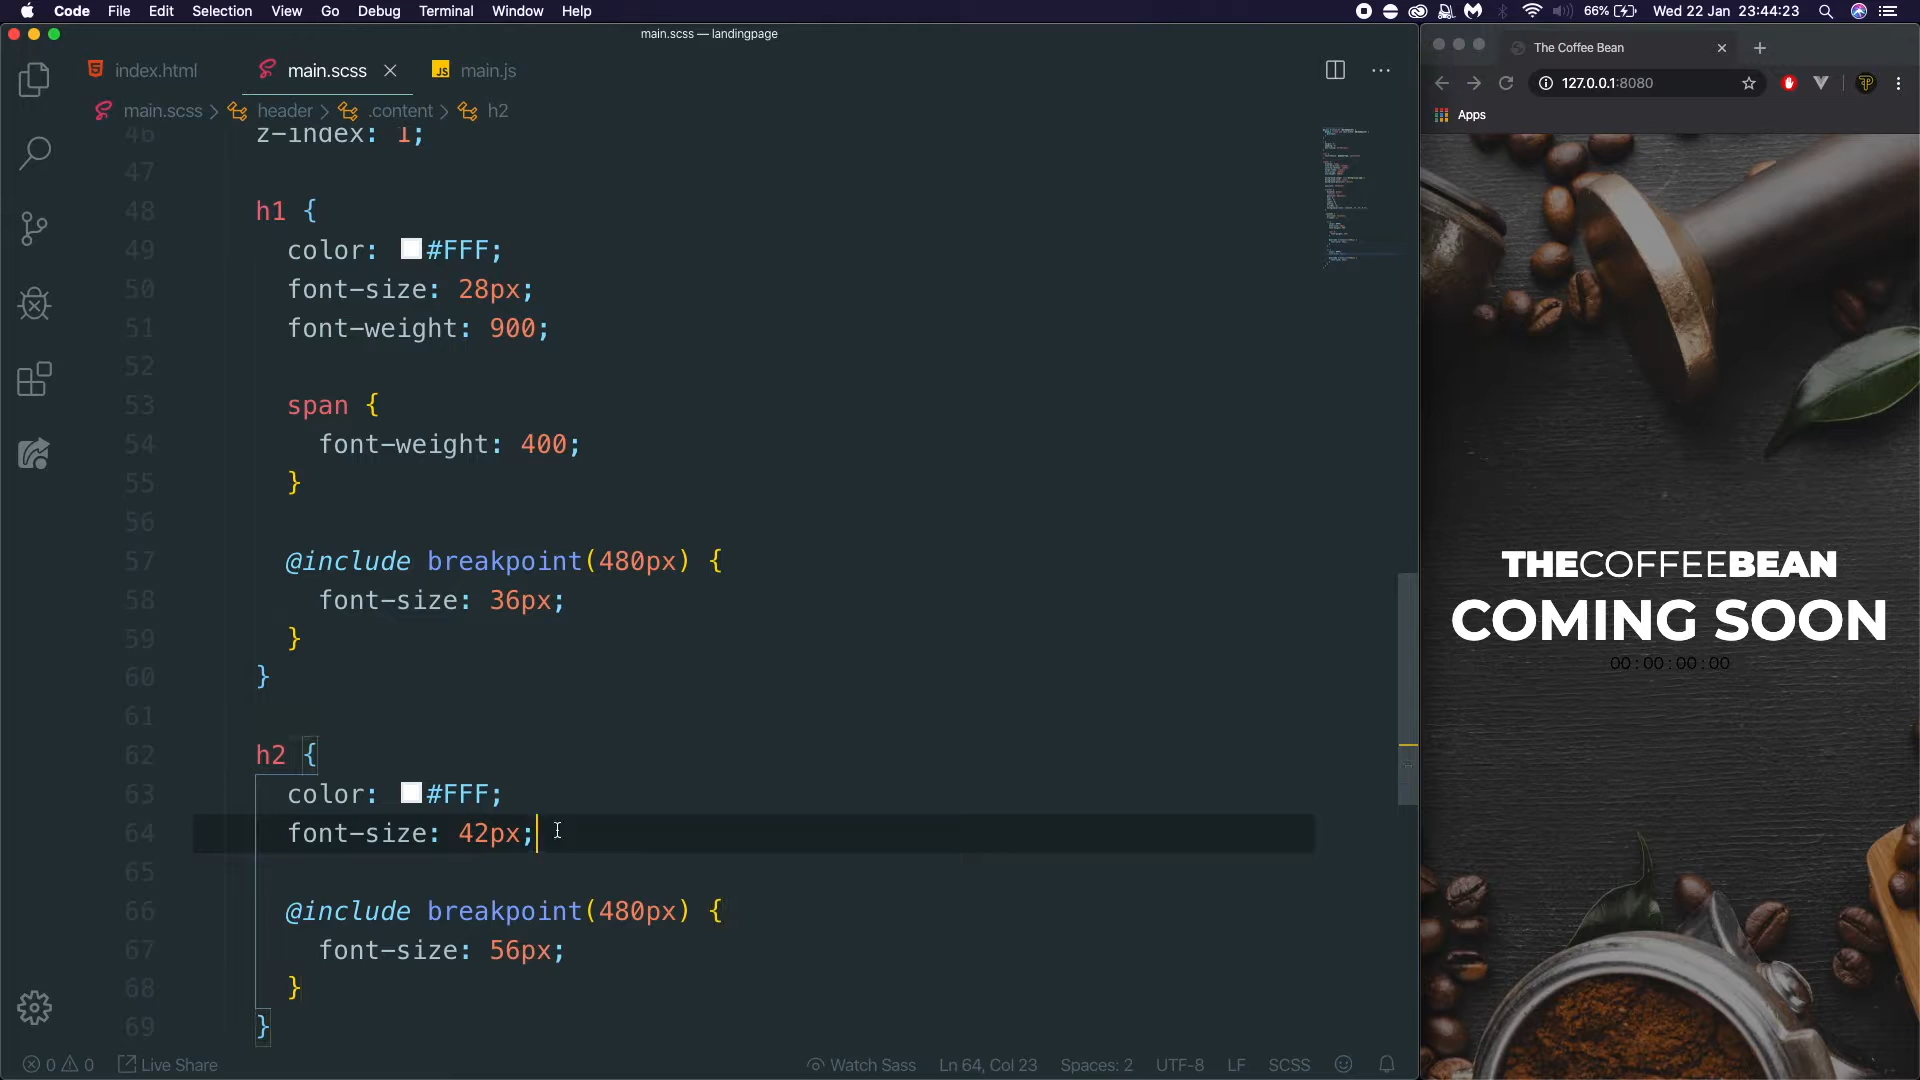 Code File Edit Selection View Go Debug Terminal Window Help 66% Wed 22 Jan 23:44:23
main.scss — landingpage
The Coffee Bean
index.html main.scss JS main.js
127.0.0.1:8080
main.scss > header > .content > h2
Apps
46 z-index: 1;
47
48 h1 {
49 color: #FFF;
50 font-size: 28px;
51 font-weight: 900;
52
53 span {
54 font-weight: 400;
55 }
56
57 @include breakpoint(480px) {
58 font-size: 36px;
59 }
60 }
61
62 h2 {
63 color: #FFF;
64 font-size: 42px;
65
66 @include breakpoint(480px) {
67 font-size: 56px;
68 }
69 }
THECOFFEEBEAN
COMING SOON
00:00:00:00
0 0 Live Share Watch Sass Ln 64, Col 23 Spaces: 2 UTF-8 LF SCSS